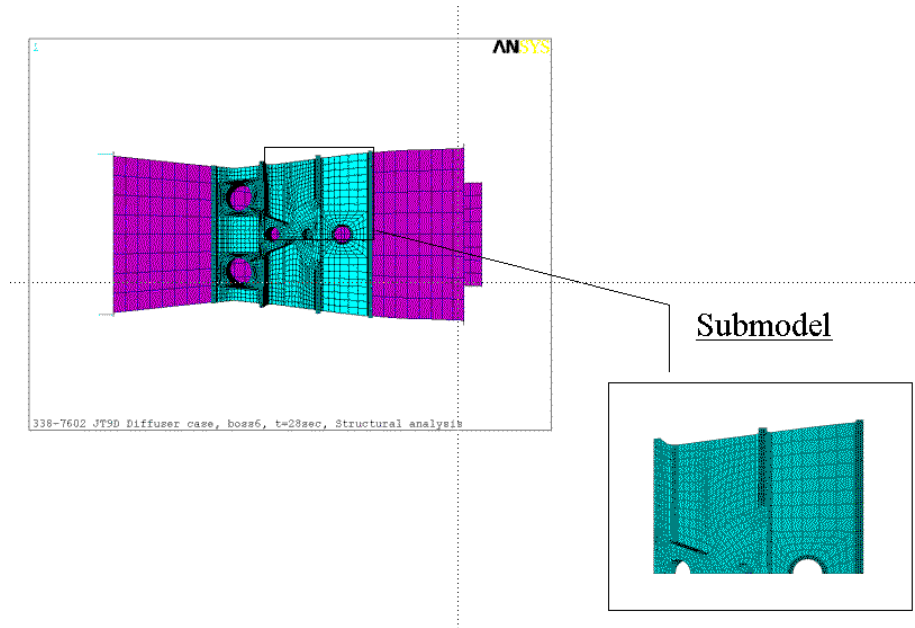 1
ANSYS
Submodel
338-7602 JT9D Diffuser case, boss6, t=28sec, Structural analysis